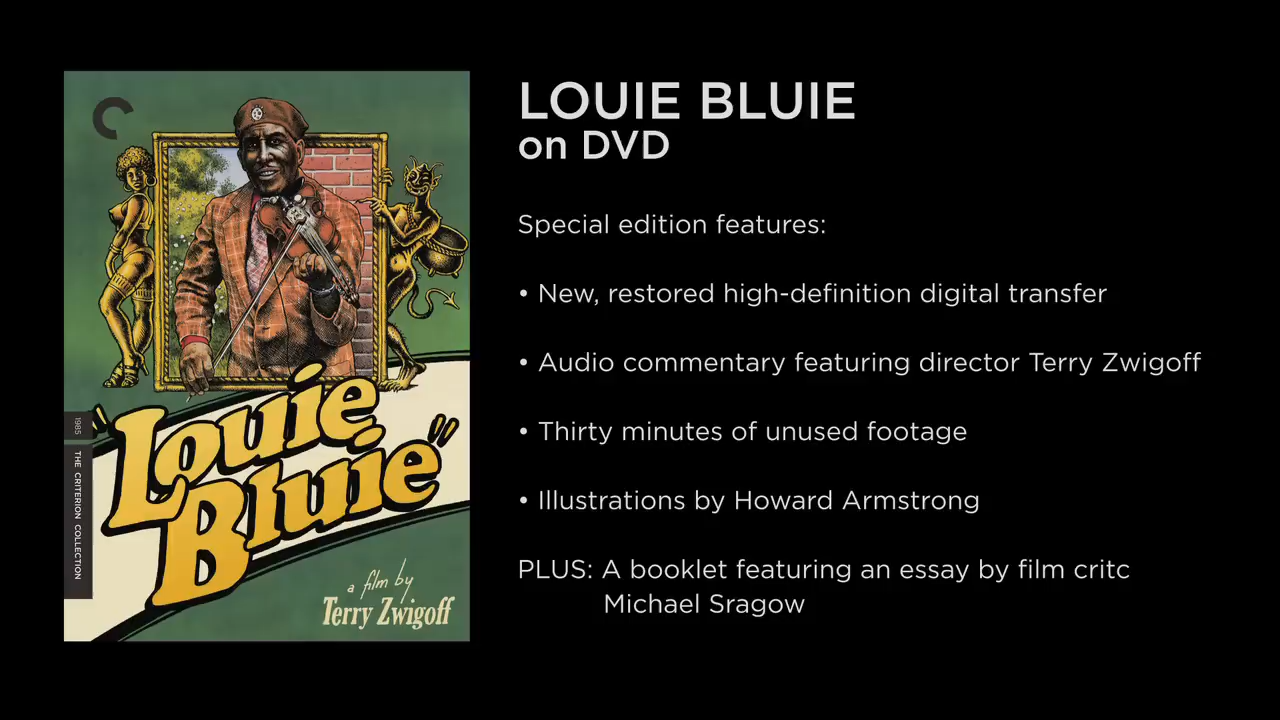 "Louie
Bluie"
a film by
Terry Zwigoff
1985 THE CRITERION COLLECTION
LOUIE BLUIE
on DVD
Special edition features:
• New, restored high-definition digital transfer
• Audio commentary featuring director Terry Zwigoff
• Thirty minutes of unused footage
• Illustrations by Howard Armstrong
PLUS: A booklet featuring an essay by film critc
Michael Sragow